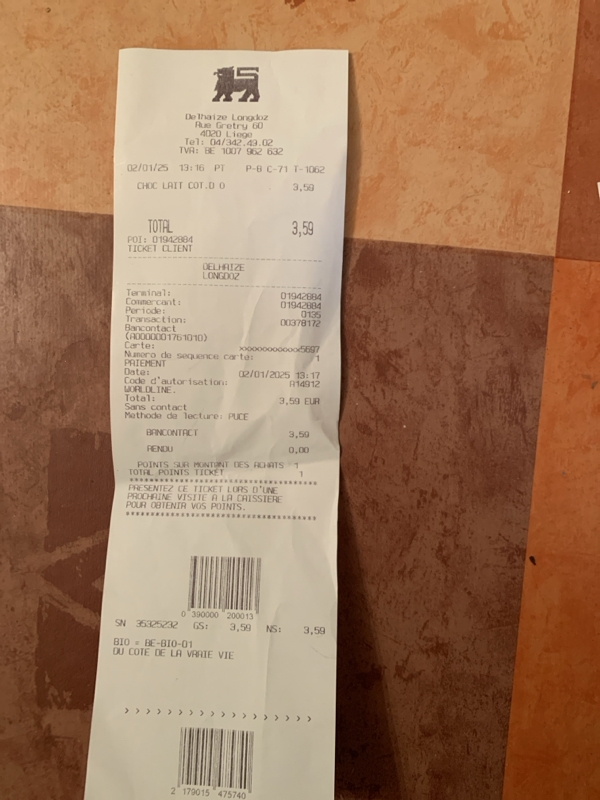 Delhaize Longdoz
Rue Gretry 60
4020 Liege
Tel: 04/342.49.02
TVA: BE 1007 962 632
02/01/25 13:16 PT P-8 C-71 T-1062
CHOC LAIT COT.D O 3,59
TOTAL 3,59
POI: 01942884
TICKET CLIENT
DELHAIZE
LONGDOZ
Terminal: 01942884
Commercant: 01942884
Periode: 0135
Transaction: 00378172
Bancontact
(A0000001761010)
Carte: xxxxxxxxxxxx5697
Numero de sequence carte: 1
PAIEMENT
Date: 02/01/2025 13:17
Code d'autorisation: A14912
WORLDLINE.
Total: 3,59 EUR
Sans contact
Methode de lecture: PUCE
BANCONTACT 3,59
RENDU 0,00
POINTS SUR MONTANT DES ACHATS 1
TOTAL POINTS TICKET 1
PRESENTEZ CE TICKET LORS D'UNE
PROCHAINE VISITE A LA CAISSIERE
POUR OBTENIR VOS POINTS.
0 390000 200013
SN 35325232 GS: 3,59 NS: 3,59
BIO = BE-BIO-01
DU COTE DE LA VRAIE VIE
2 179015 475740